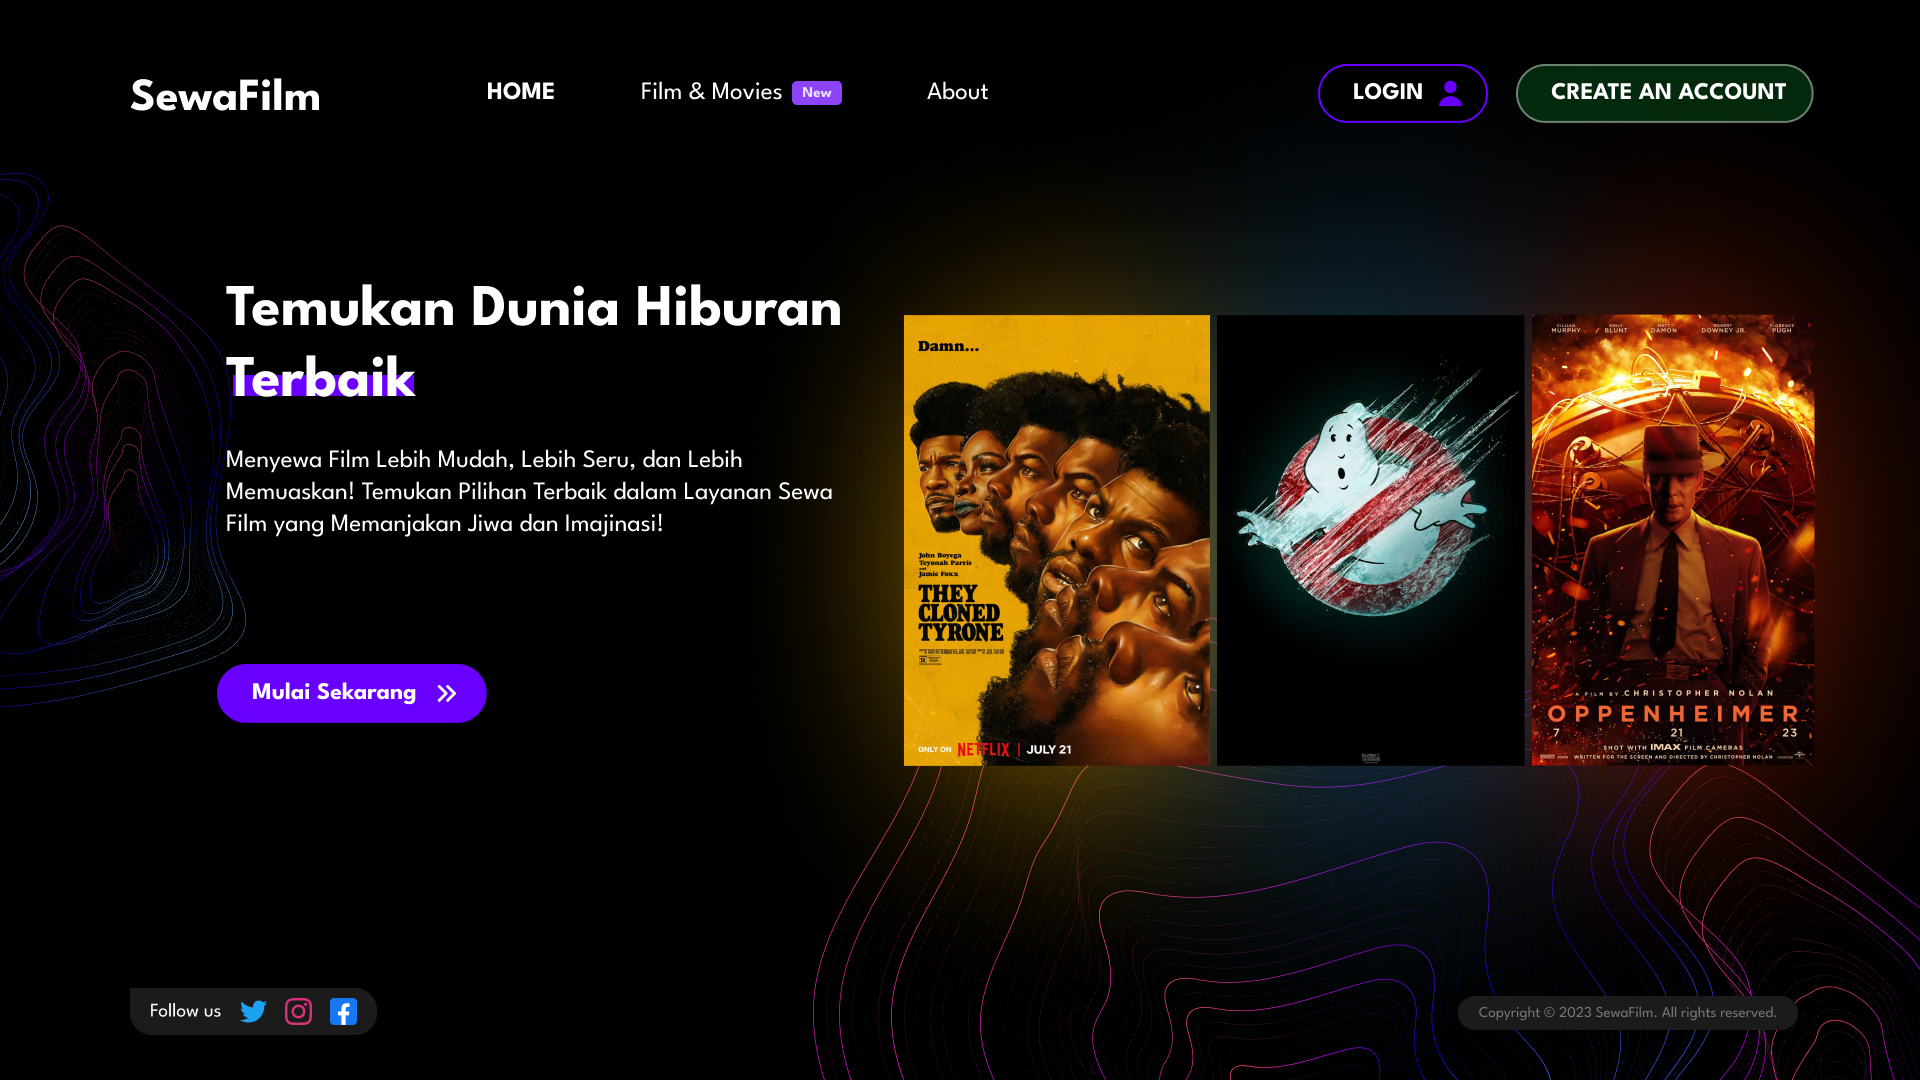 SewaFilm
HOME
Film & Movies New
About
LOGIN
CREATE AN ACCOUNT
Temukan Dunia Hiburan
Terbaik
Menyewa Film Lebih Mudah, Lebih Seru, dan Lebih
Memuaskan! Temukan Pilihan Terbaik dalam Layanan Sewa
Film yang Memanjakan Jiwa dan Imajinasi!
Mulai Sekarang
Damn...
John Boyega
Teyonah Parris
and
Jamie Foxx
THEY
CLONED
TYRONE
R
ONLY ON NETFLIX | JULY 21
CILLIAN MURPHY / EMILY BLUNT
MATT DAMON
ROBERT DOWNEY JR.
FLORENCE PUGH
A FILM BY CHRISTOPHER NOLAN
OPPENHEIMER
7 21 23
SHOT WITH IMAX FILM CAMERAS
WRITTEN FOR THE SCREEN AND DIRECTED BY CHRISTOPHER NOLAN
Follow us
Copyright © 2023 SewaFilm. All rights reserved.